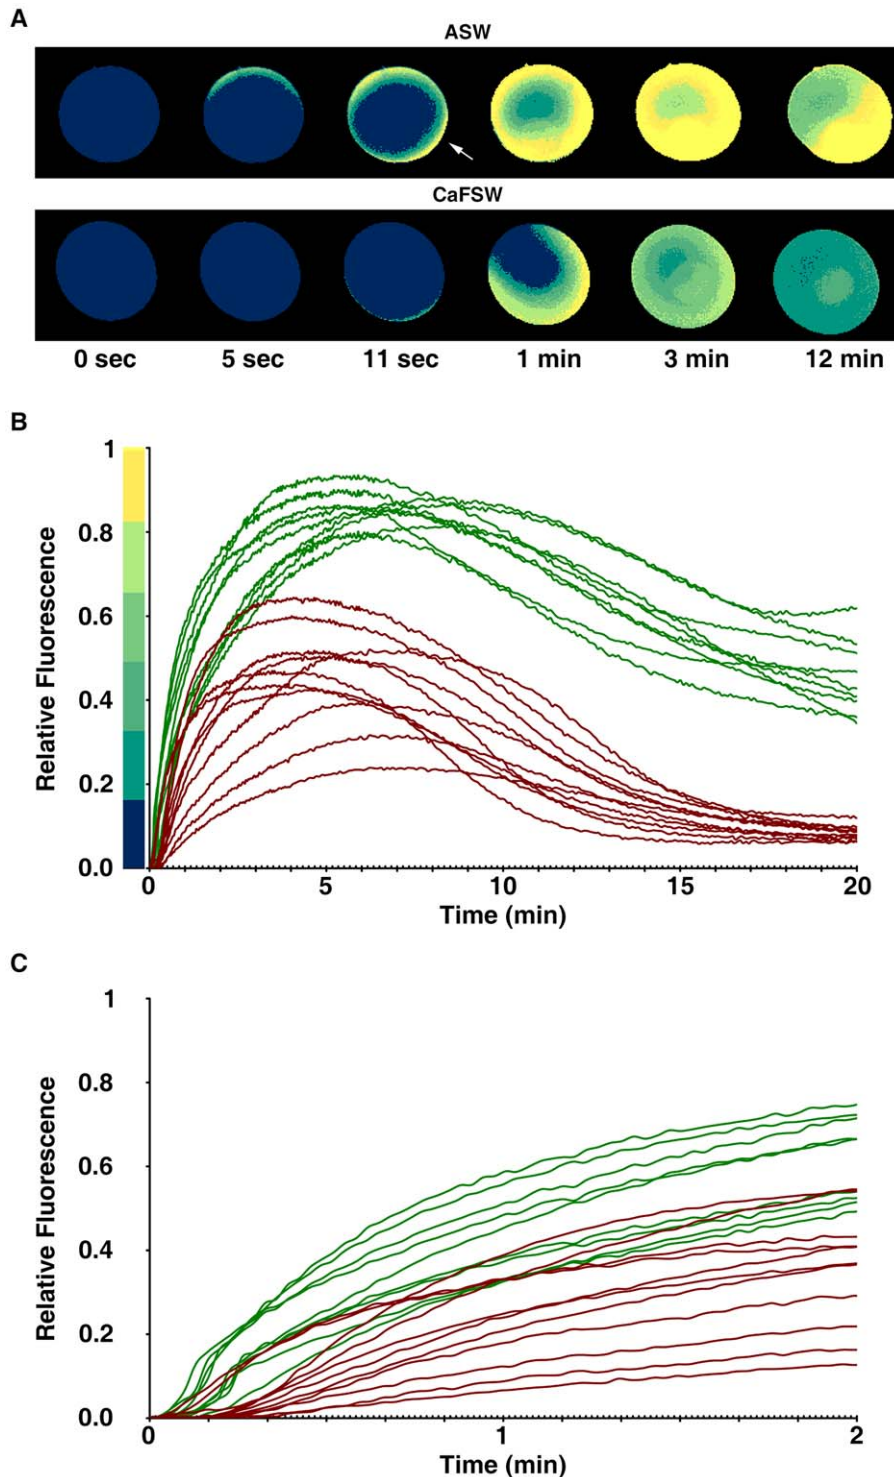 A
ASW
CaFSW
0 sec 5 sec 11 sec 1 min 3 min 12 min
B
1
0.8
0.6
0.4
0.2
0.0
Relative Fluorescence
0 5 10 15 20
Time (min)
C
1
0.8
0.6
0.4
0.2
0.0
Relative Fluorescence
0 1 2
Time (min)